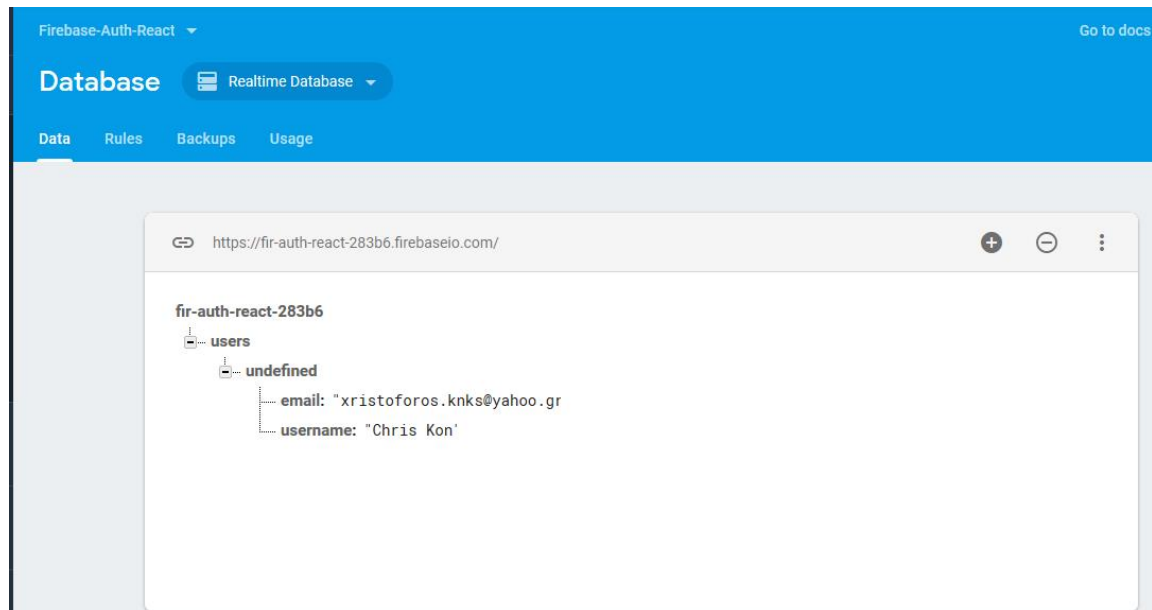 Firebase-Auth-React Go to docs
Database Realtime Database
Data Rules Backups Usage
https://fir-auth-react-283b6.firebaseio.com/
fir-auth-react-283b6
users
undefined
email: "xristoforos.knks@yahoo.gr
username: "Chris Kon'